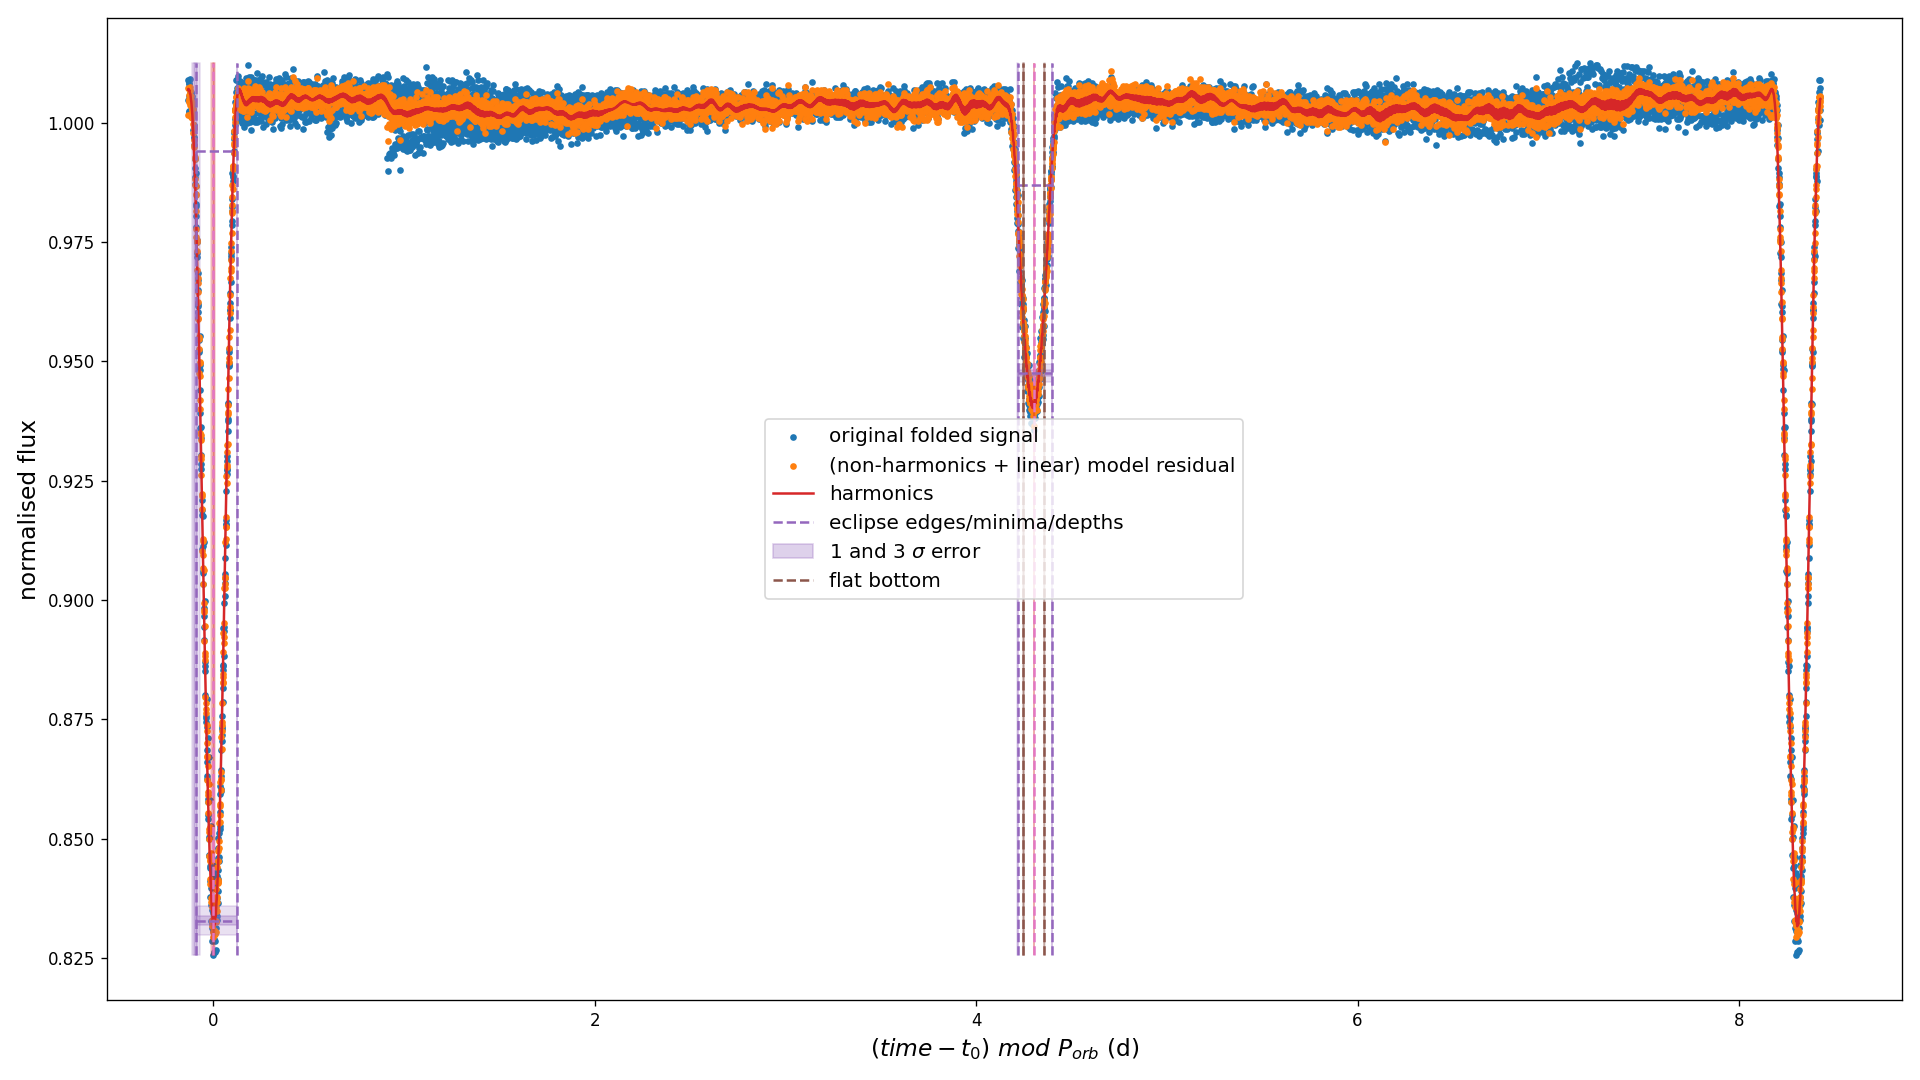 normalised flux
1.000
0.975
0.950
0.925
0.900
0.875
0.850
0.825
original folded signal
(non-harmonics + linear) model residual
harmonics
eclipse edges/minima/depths
1 and 3 σ error
flat bottom
0 2 4 6 8
(time − t₀) mod Pₒᵣb (d)